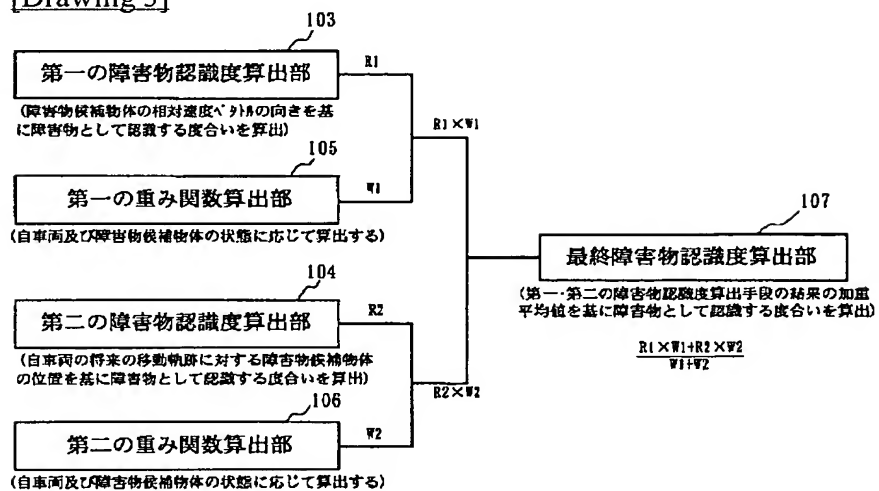 [Drawing 3]
103
第一の障害物認識度算出部
(障害物候補物体の相対速度ベクトルの向きを基
に障害物として認識する度合いを算出)
R1
105
第一の重み関数算出部
(自車両及び障害物候補物体の状態に応じて算出する)
W1
R1×W1
104
第二の障害物認識度算出部
(自車両の将来の移動軌跡に対する障害物候補物体
の位置を基に障害物として認識する度合いを算出)
R2
106
第二の重み関数算出部
(自車両及び障害物候補物体の状態に応じて算出する)
W2
R2×W2
107
最終障害物認識度算出部
(第一・第二の障害物認識度算出手段の結果の加重
平均値を基に障害物として認識する度合いを算出)
R1×W1+R2×W2
W1+W2